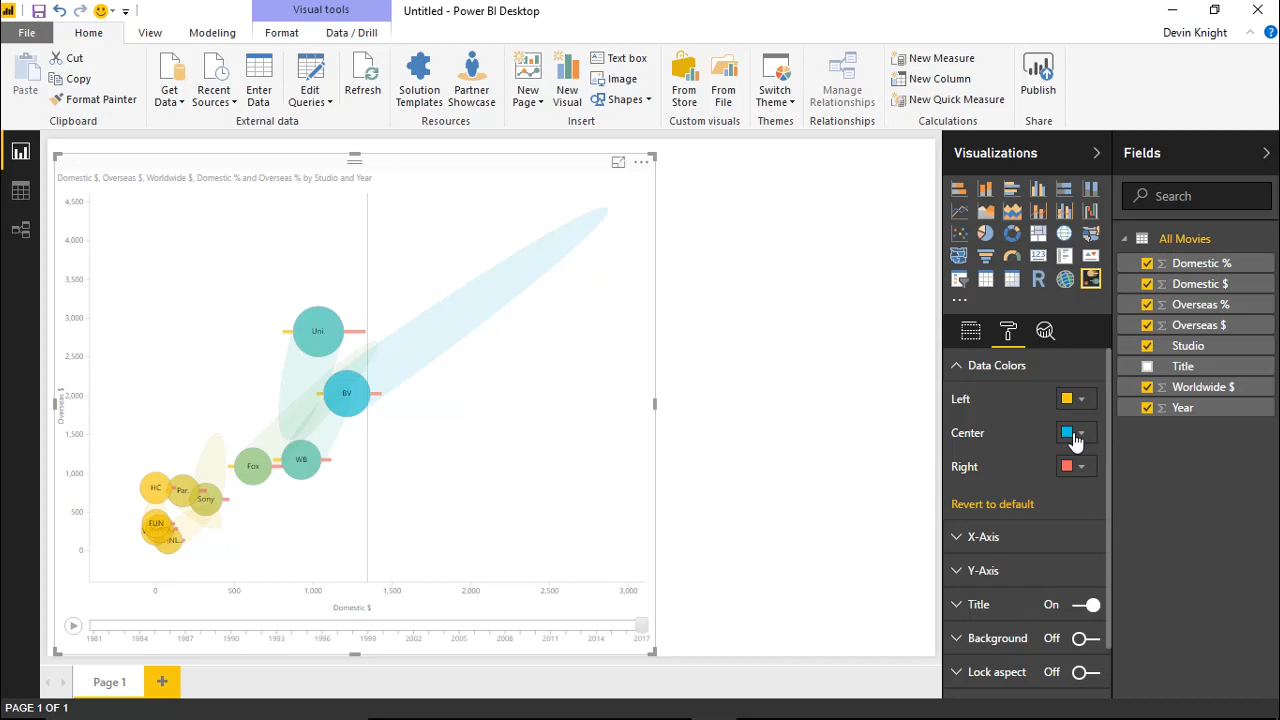 Visual tools
Untitled - Power BI Desktop
File
Home
View
Modeling
Format
Data / Drill
Devin Knight
Paste
Cut
Copy
Format Painter
Clipboard
Get Data
Recent Sources
Enter Data
External data
Edit Queries
Refresh
Solution Templates
Partner Showcase
Resources
New Page
New Visual
Text box
Image
Shapes
Insert
From Store
From File
Custom visuals
Switch Theme
Themes
Manage Relationships
Relationships
New Measure
New Column
New Quick Measure
Calculations
Publish
Share
Domestic $, Overseas $, Worldwide $, Domestic % and Overseas % by Studio and Year
4,500
4,000
3,500
3,000
2,500
2,000
1,500
1,000
500
0
Overseas $
Uni.
BV
WB
Fox
HC
Par.
Sony
FUN
NL.
0
500
1,000
1,500
2,000
2,500
3,000
Domestic $
1981
1984
1987
1990
1993
1996
1999
2002
2005
2008
2011
2014
2017
Visualizations
R
Data Colors
Left
Center
Right
Revert to default
X-Axis
Y-Axis
Title On
Background Off
Lock aspect Off
Fields
Search
All Movies
Domestic %
Domestic $
Overseas %
Overseas $
Studio
Title
Worldwide $
Year
Page 1
PAGE 1 OF 1